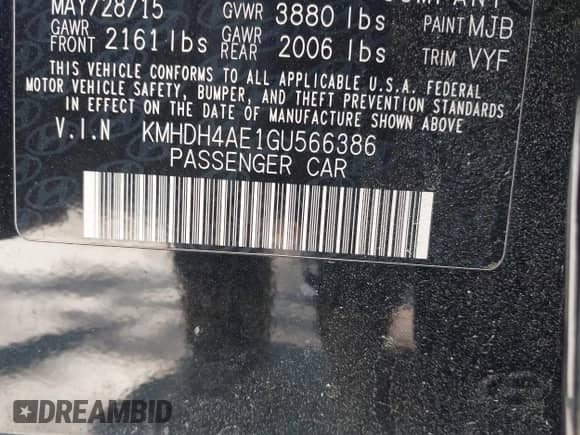 MAY/28/15 GVWR 3880 lbs PAINT MJB
GAWR FRONT 2161 lbs GAWR REAR 2006 lbs TRIM VYF
THIS VEHICLE CONFORMS TO ALL APPLICABLE U.S.A. FEDERAL
MOTOR VEHICLE SAFETY, BUMPER, AND THEFT PREVENTION STANDARDS
IN EFFECT ON THE DATE OF MANUFACTURE SHOWN ABOVE.
V.I.N KMHDH4AE1GU566386
PASSENGER CAR
DREAMBID